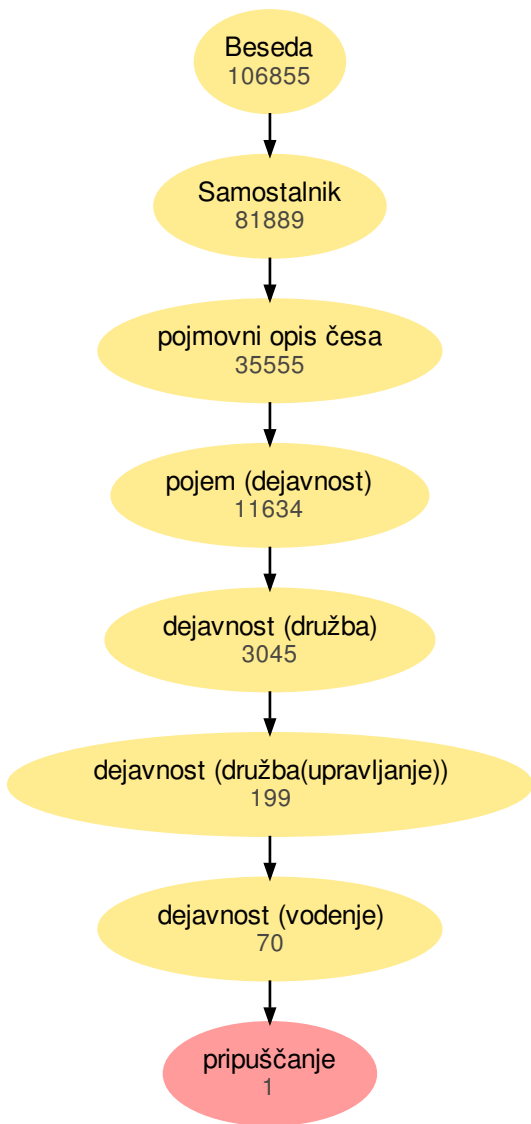 Beseda
106855
Samostalnik
81889
pojmovni opis česa
35555
pojem (dejavnost)
11634
dejavnost (družba)
3045
dejavnost (družba(upravljanje))
199
dejavnost (vodenje)
70
pripuščanje
1